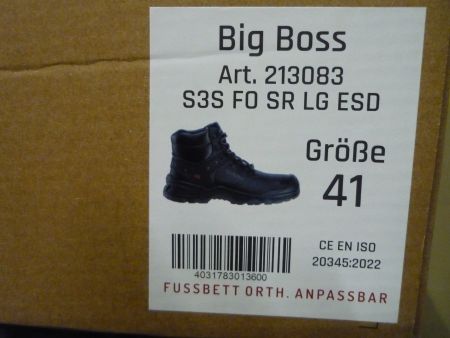 Big Boss
Art. 213083
S3S FO SR LG ESD
Größe
41
CE EN ISO
20345:2022
4031783013600
FUSSBETT ORTH. ANPASSBAR